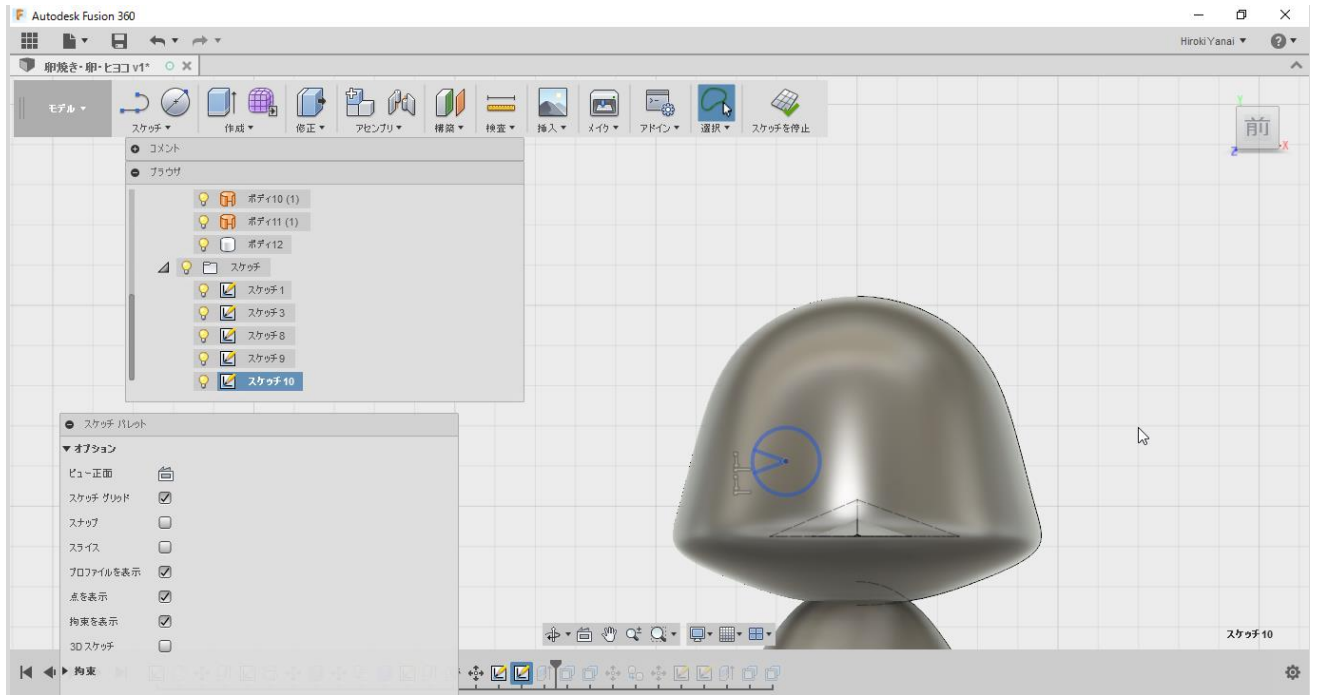 Autodesk Fusion 360
Hiroki Yanai
卵焼き・卵・ヒヨコ v1*
モデル
スケッチ 作成 修正 アセンブリ 構築 検査 挿入 メイク アドイン 選択 スケッチを停止
前
Y
X
Z
コメント
ブラウザ
ボディ10 (1)
ボディ11 (1)
ボディ12
スケッチ
スケッチ1
スケッチ3
スケッチ8
スケッチ9
スケッチ10
スケッチ パレット
オプション
ビュー正面
スケッチ グリッド
スナップ
スライス
プロファイルを表示
点を表示
拘束を表示
3D スケッチ
拘束
スケッチ10